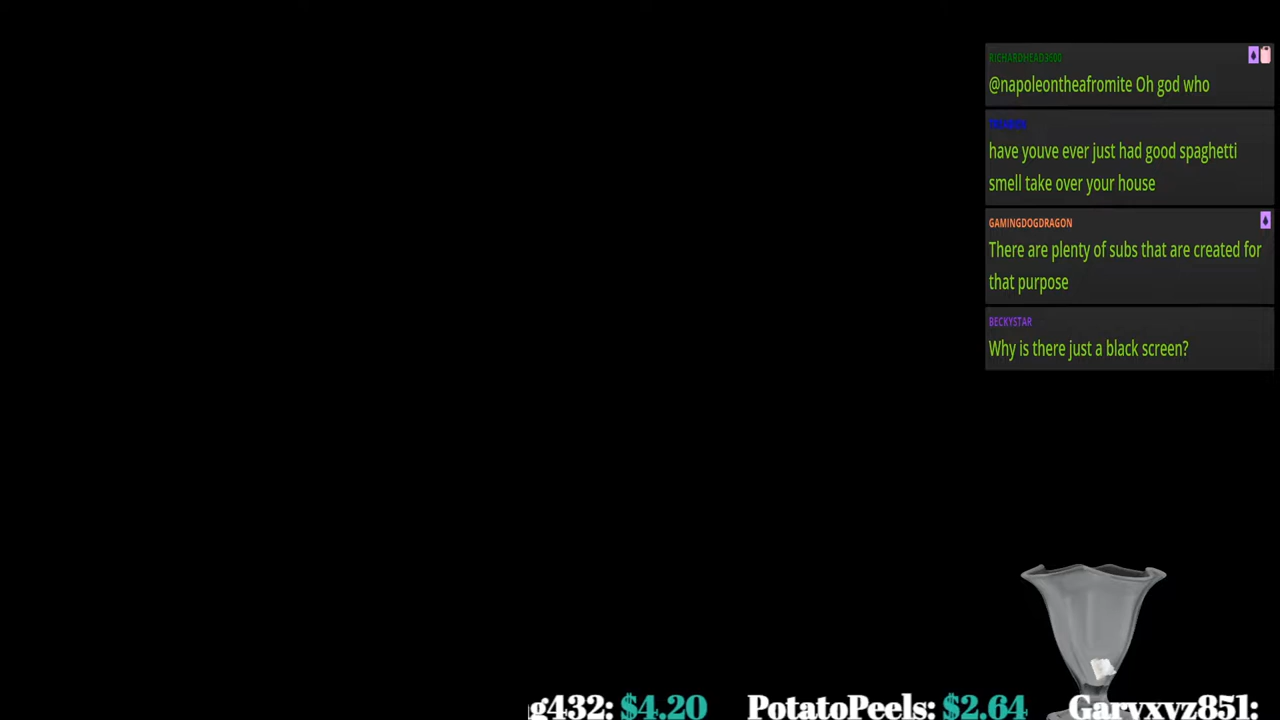 RICHARDHEAD3000
@napoleontheafromite Oh god who
have youve ever just had good spaghetti
smell take over your house
GAMINGDOGDRAGON
There are plenty of subs that are created for
that purpose
BECKYSTAR
Why is there just a black screen?
g432: $4.20 PotatoPeels: $2.64 Garyxyz851: